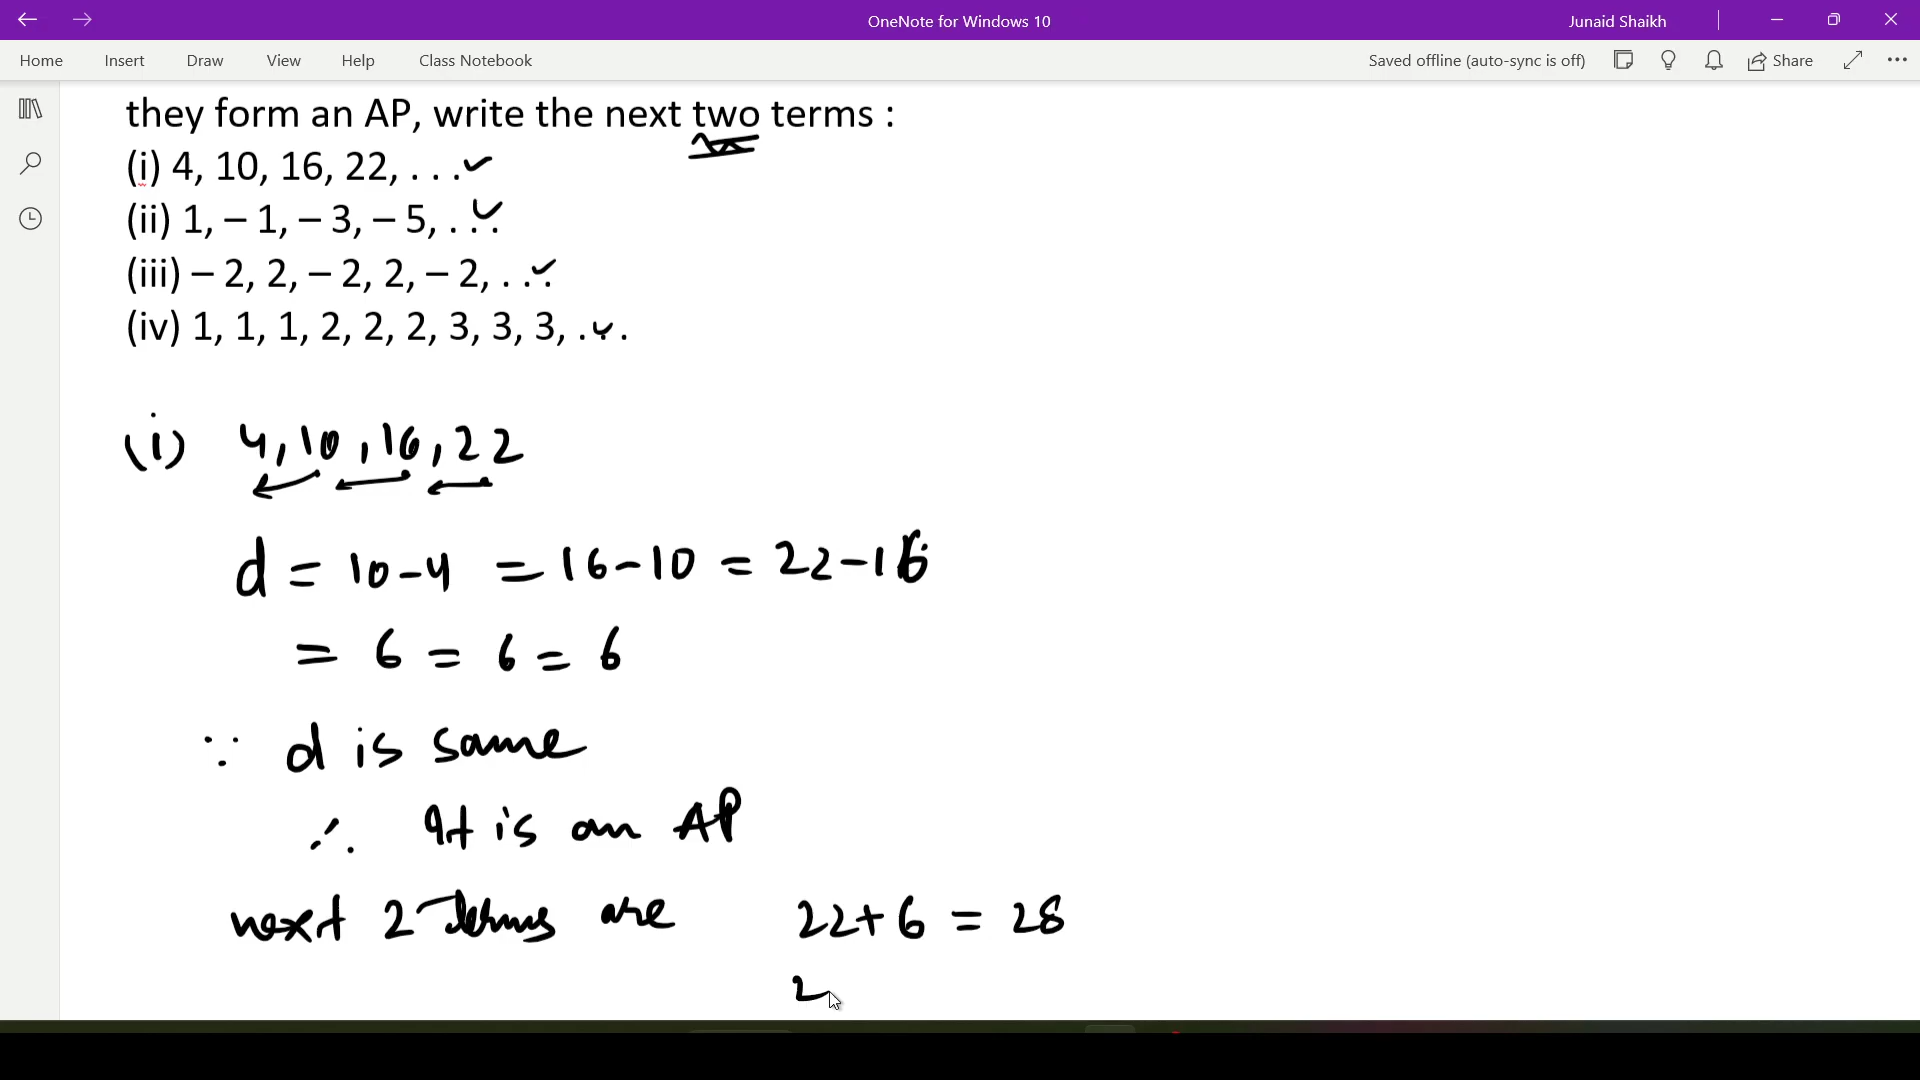 OneNote for Windows 10
Junaid Shaikh
Home Insert Draw View Help Class Notebook
Saved offline (auto-sync is off) Share
they form an AP, write the next two terms :
(i) 4, 10, 16, 22, . . .
(ii) 1, – 1, – 3, – 5, . . .
(iii) – 2, 2, – 2, 2, – 2, . . .
(iv) 1, 1, 1, 2, 2, 2, 3, 3, 3, . . .
(i) 4, 10, 16, 22
d = 10-4 = 16-10 = 22-16
= 6 = 6 = 6
∵ d is same
∴ It is an AP
next 2 terms are 22+6 = 28
2